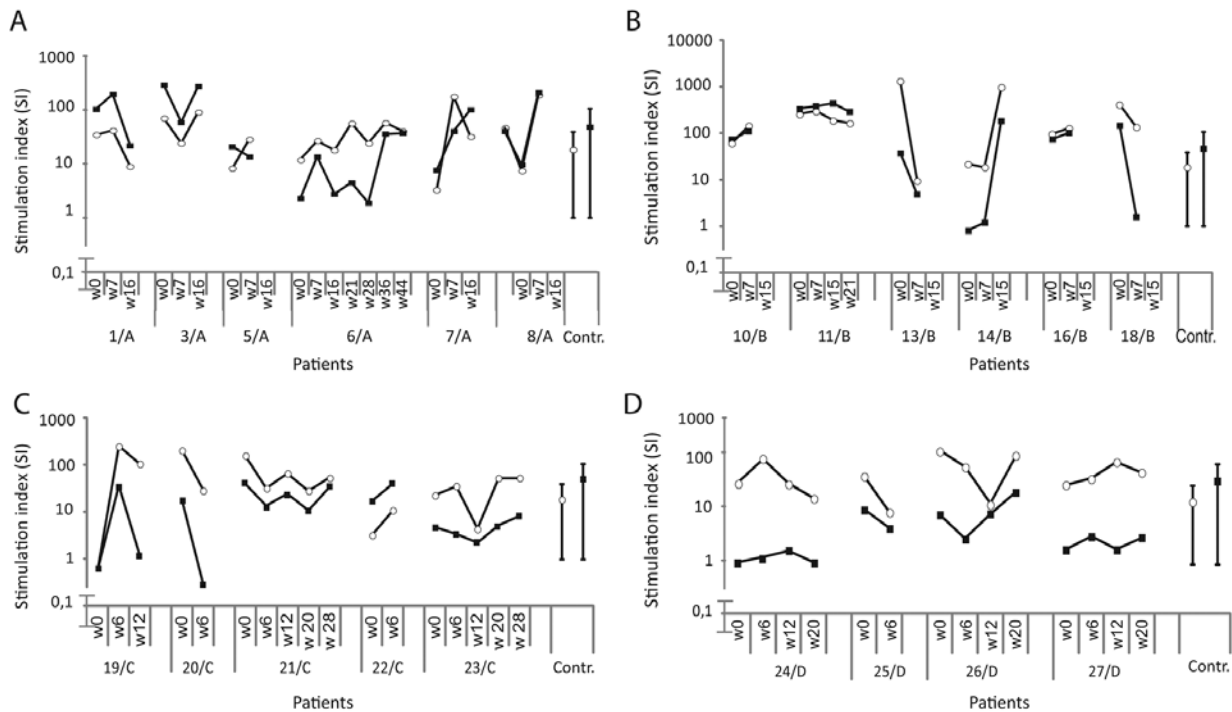 A
Stimulation index (SI)
1000
100
10
1
0,1
w0 w7 w16 w0 w7 w16 w0 w7 w16 w0 w7 w16 w21 w28 w36 w44 w0 w7 w16 w0 w7 w16
1/A 3/A 5/A 6/A 7/A 8/A Contr.
Patients
B
Stimulation index (SI)
10000
1000
100
10
1
0,1
w0 w7 w15 w0 w7 w15 w21 w0 w7 w15 w0 w7 w15 w0 w7 w15 w0 w7 w15
10/B 11/B 13/B 14/B 16/B 18/B Contr.
Patients
C
Stimulation index (SI)
1000
100
10
1
0,1
w0 w6 w12 w0 w6 w0 w6 w12 w 20 w 28 w0 w6 w0 w6 w12 w 20 w 28
19/C 20/C 21/C 22/C 23/C Contr.
Patients
D
Stimulation index (SI)
1000
100
10
1
0,1
w0 w6 w12 w20 w0 w6 w0 w6 w12 w20 w0 w6 w12 w20
24/D 25/D 26/D 27/D Contr.
Patients